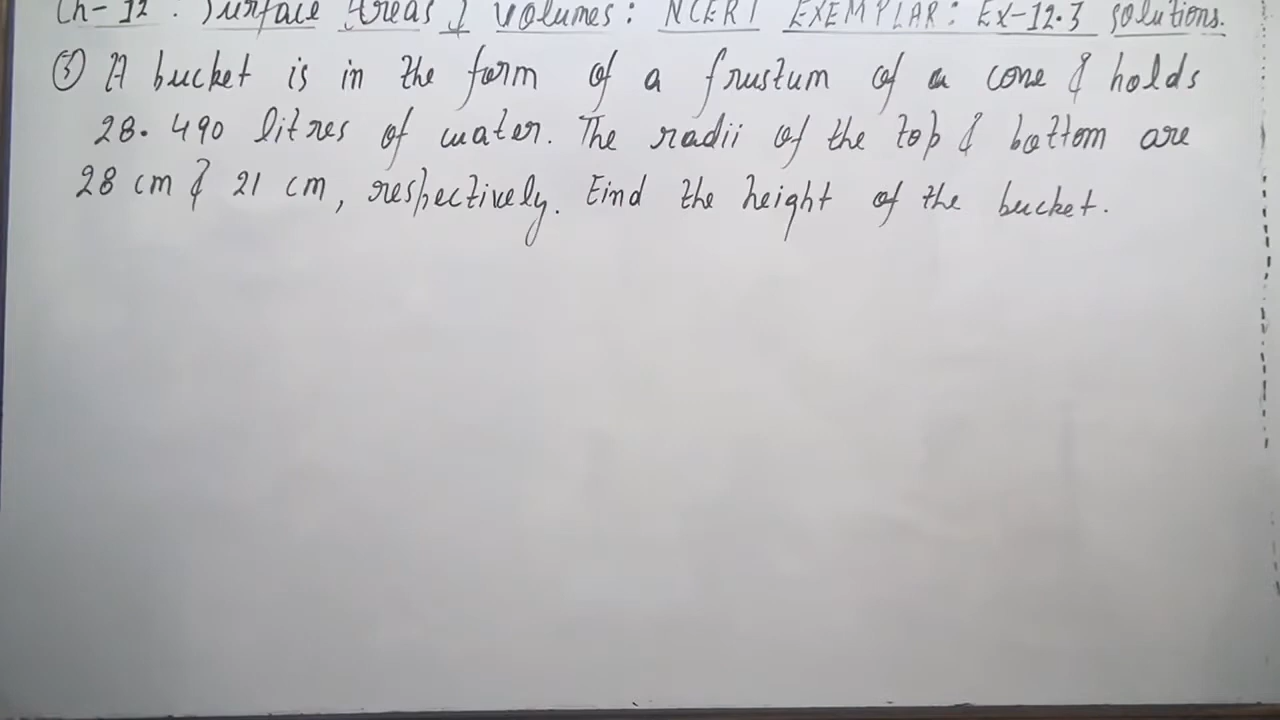 Ch-12 : Surface Areas & Volumes : NCERT EXEMPLAR : Ex-12.3 solutions.
⑤ A bucket is in the form of a frustum of a cone & holds
28.490 litres of water. The radii of the top & bottom are
28 cm & 21 cm, respectively. Find the height of the bucket.